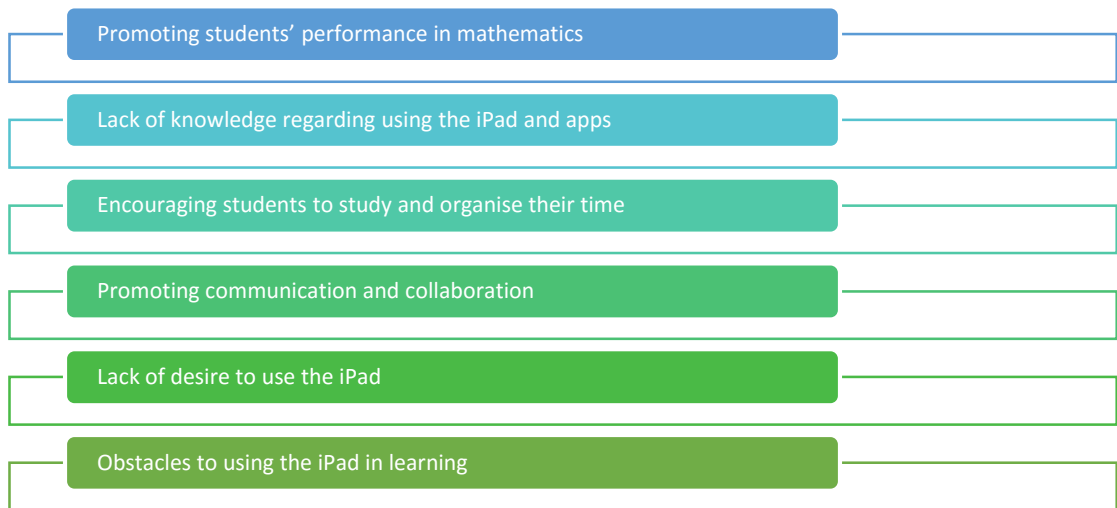 Promoting students’ performance in mathematics
Lack of knowledge regarding using the iPad and apps
Encouraging students to study and organise their time
Promoting communication and collaboration
Lack of desire to use the iPad
Obstacles to using the iPad in learning